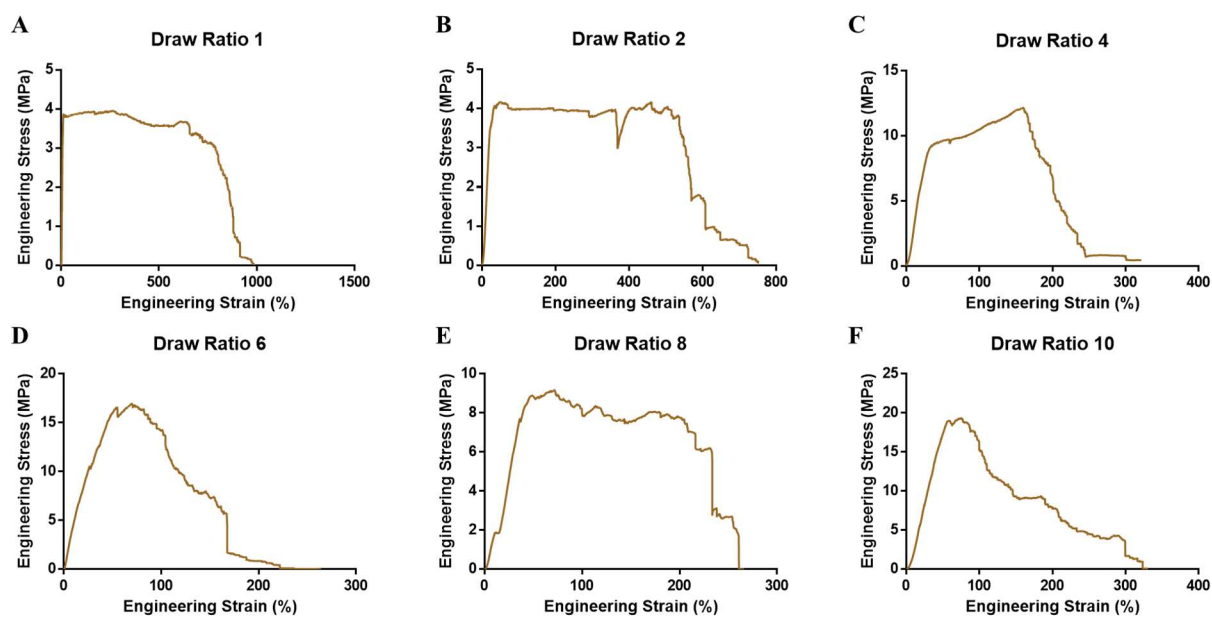 A
Draw Ratio 1
Engineering Stress (MPa)
5
4
3
2
1
0
0
500
1000
1500
Engineering Strain (%)
B
Draw Ratio 2
Engineering Stress (MPa)
5
4
3
2
1
0
0
200
400
600
800
Engineering Strain (%)
C
Draw Ratio 4
Engineering Stress (MPa)
15
10
5
0
0
100
200
300
400
Engineering Strain (%)
D
Draw Ratio 6
Engineering Stress (MPa)
20
15
10
5
0
0
100
200
300
Engineering Strain (%)
E
Draw Ratio 8
Engineering Stress (MPa)
10
8
6
4
2
0
0
100
200
300
Engineering Strain (%)
F
Draw Ratio 10
Engineering Stress (MPa)
25
20
15
10
5
0
0
100
200
300
400
Engineering Strain (%)